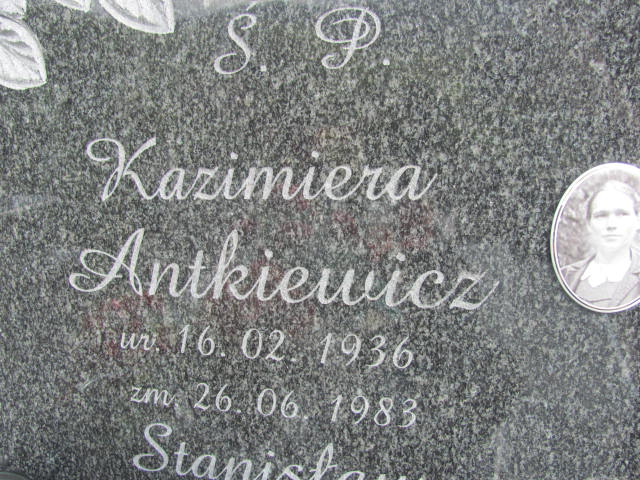 Ś. P.
Kazimiera
Antkiewicz
ur. 16. 02. 1936
zm. 26. 06. 1983